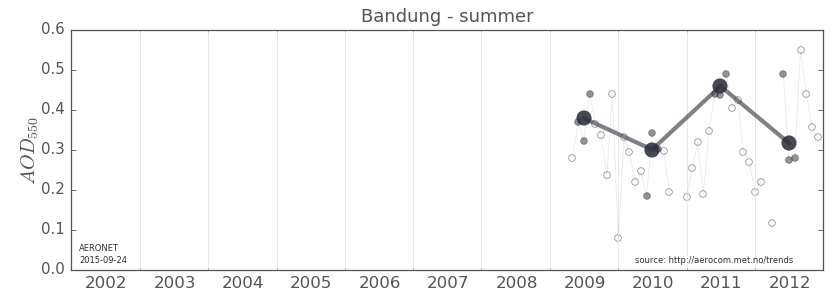 Bandung - summer
0.6
0.5
0.4
0.3
0.2
0.1
0.0
AOD550
AERONET
2015-09-24
source: http://aerocom.met.no/trends
2002 2003 2004 2005 2006 2007 2008 2009 2010 2011 2012